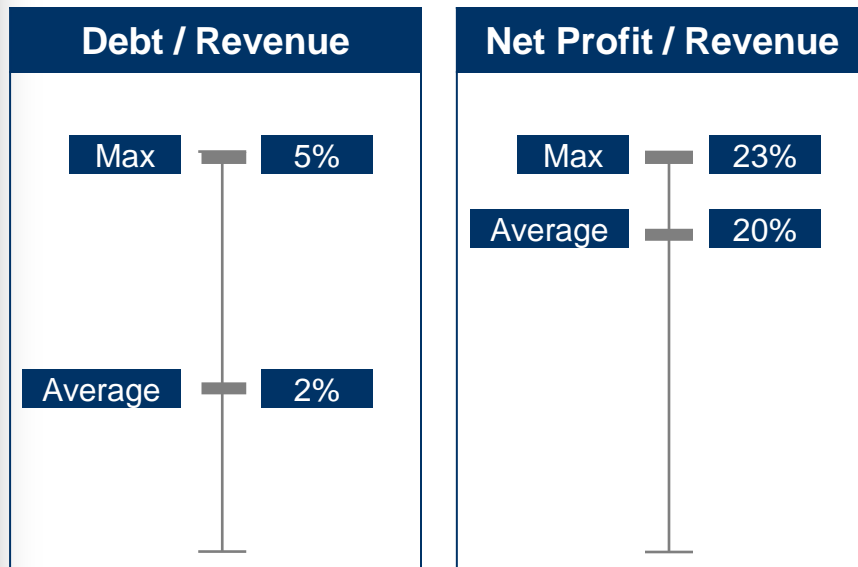 Debt / Revenue
Max 5%
Average 2%
Net Profit / Revenue
Max 23%
Average 20%